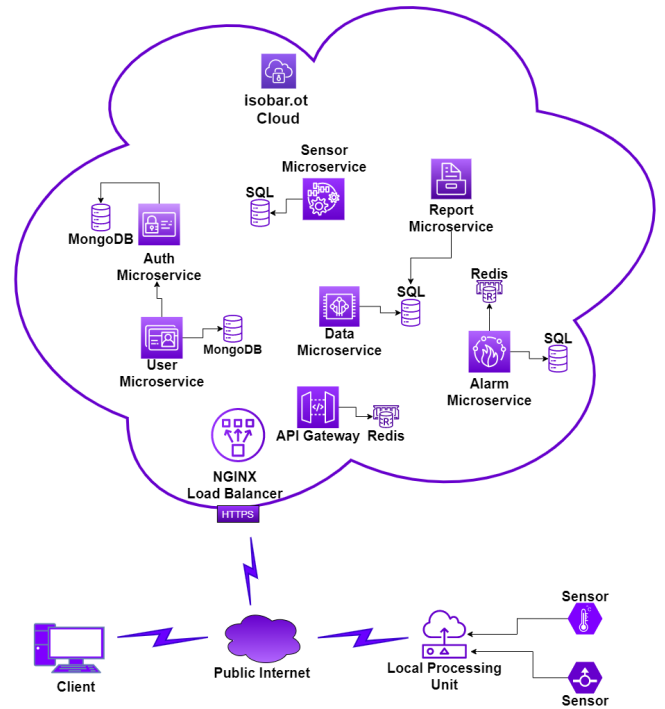 isobar.ot
Cloud
Sensor
Microservice
SQL
Report
Microservice
MongoDB
Auth
Microservice
Redis
SQL
Data
Microservice
MongoDB
User
Microservice
SQL
Alarm
Microservice
API Gateway
Redis
R
R
NGINX
Load Balancer
HTTPS
Sensor
°C
Public Internet
Local Processing
Unit
Client
Sensor